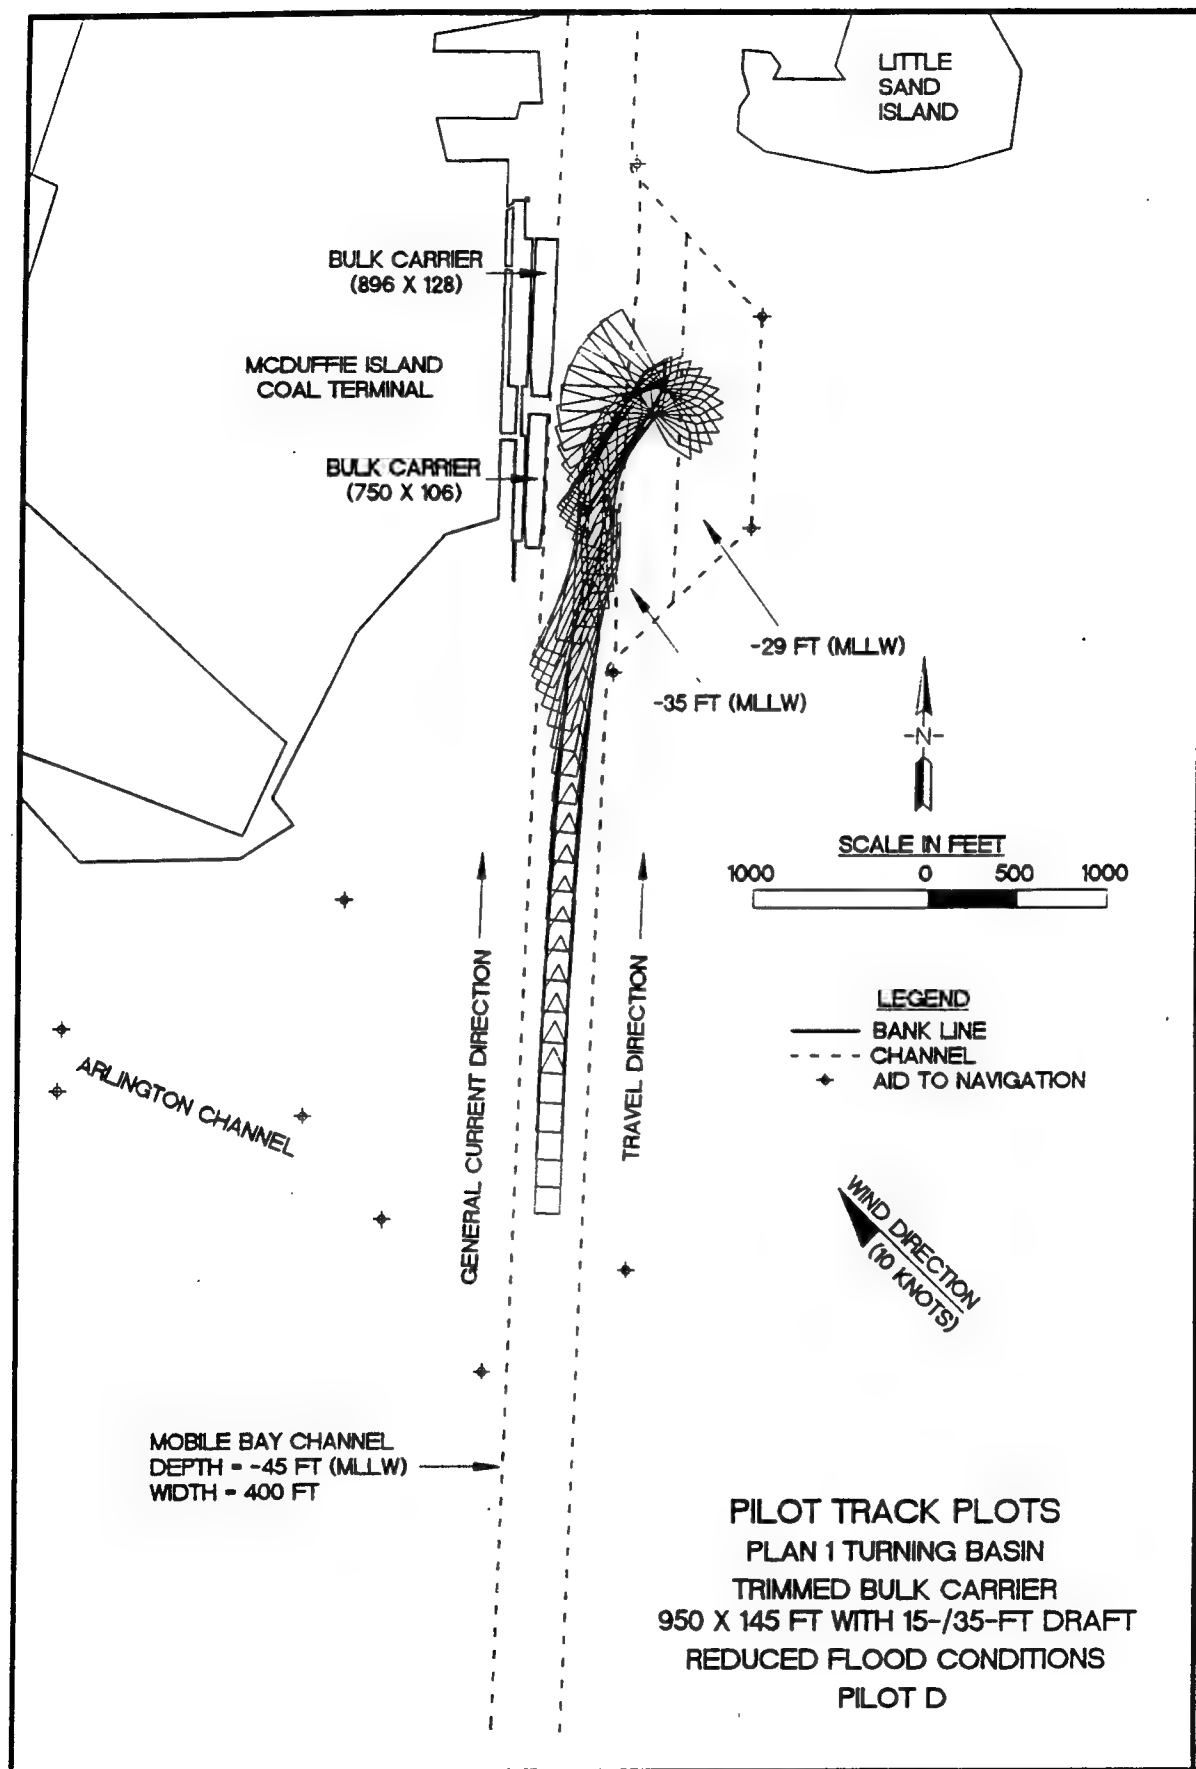 LITTLE
SAND
ISLAND
BULK CARRIER
(896 X 128)
MCDUFFIE ISLAND
COAL TERMINAL
BULK CARRIER
(750 X 106)
-29 FT (MLLW)
-35 FT (MLLW)
-N-
SCALE IN FEET
1000 0 500 1000
GENERAL CURRENT DIRECTION
TRAVEL DIRECTION
LEGEND
BANK LINE
CHANNEL
AID TO NAVIGATION
ARLINGTON CHANNEL
WIND DIRECTION
(10 KNOTS)
MOBILE BAY CHANNEL
DEPTH = -45 FT (MLLW)
WIDTH = 400 FT
PILOT TRACK PLOTS
PLAN 1 TURNING BASIN
TRIMMED BULK CARRIER
950 X 145 FT WITH 15-/35-FT DRAFT
REDUCED FLOOD CONDITIONS
PILOT D